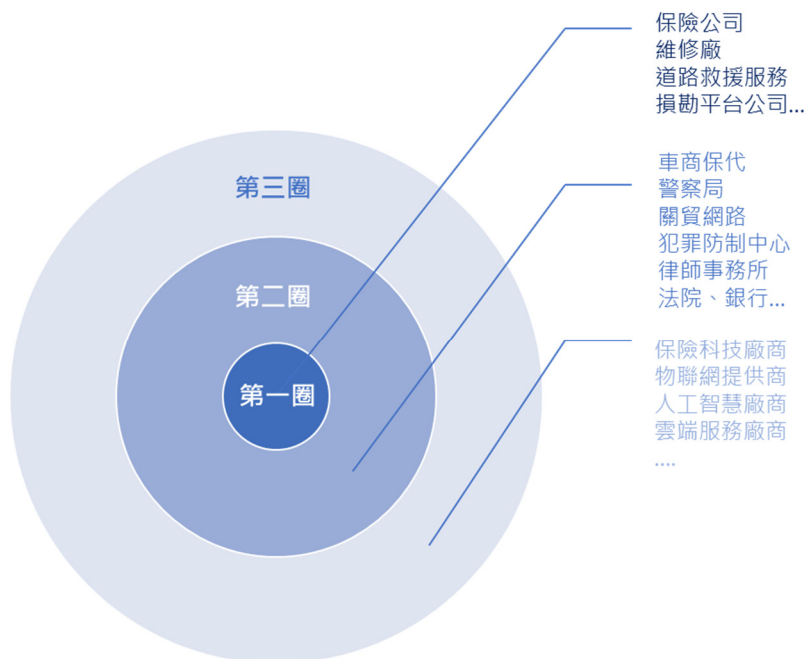 保險公司
維修廠
道路救援服務
損勘平台公司...
第三圈
車商保代
警察局
關貿網路
犯罪防制中心
律師事務所
法院、銀行...
第二圈
保險科技廠商
物聯網提供商
人工智慧廠商
雲端服務廠商
....
第一圈